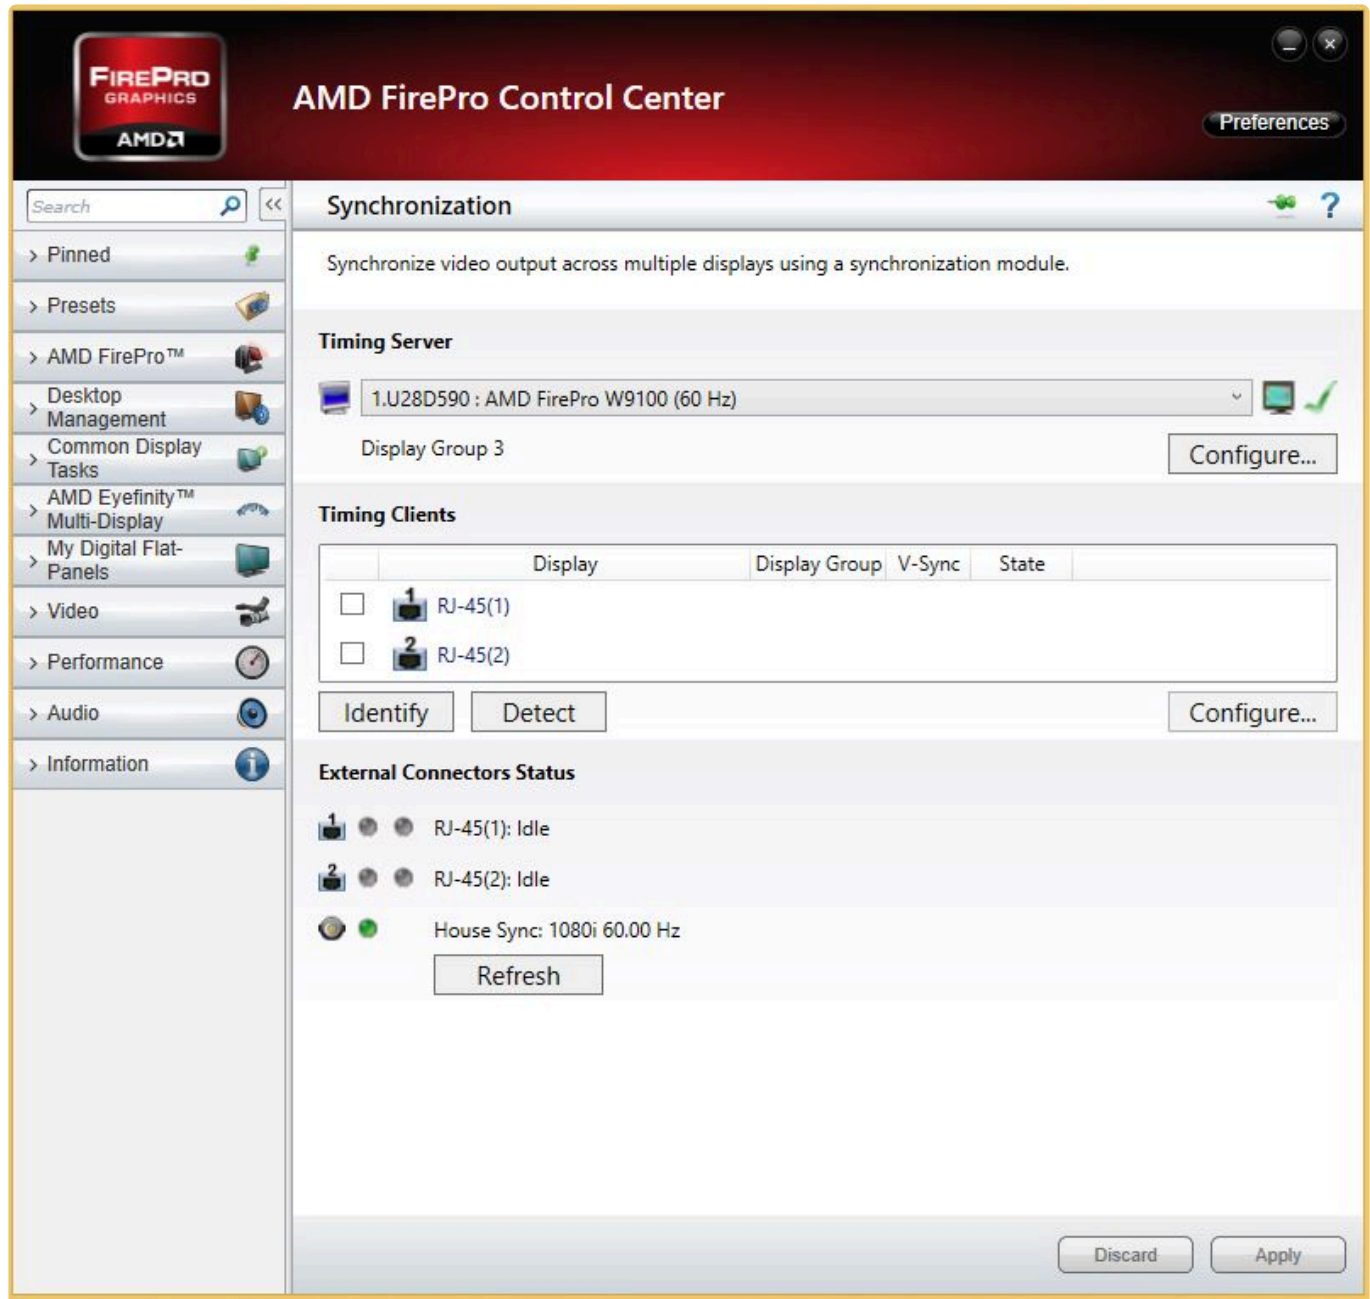 FIREPRO
GRAPHICS
AMD
AMD FirePro Control Center
Preferences
Search
<<
Synchronization
?
> Pinned
Synchronize video output across multiple displays using a synchronization module.
> Presets
Timing Server
> AMD FirePro™
1.U28D590 : AMD FirePro W9100 (60 Hz)
> Desktop
Management
Display Group 3
Configure...
> Common Display
Tasks
> AMD Eyefinity™
Multi-Display
Timing Clients
> My Digital Flat-
Panels
Display Display Group V-Sync State
> Video
1 RJ-45(1)
> Performance
2 RJ-45(2)
> Audio
Identify Detect Configure...
> Information
External Connectors Status
1 RJ-45(1): Idle
2 RJ-45(2): Idle
House Sync: 1080i 60.00 Hz
Refresh
Discard Apply